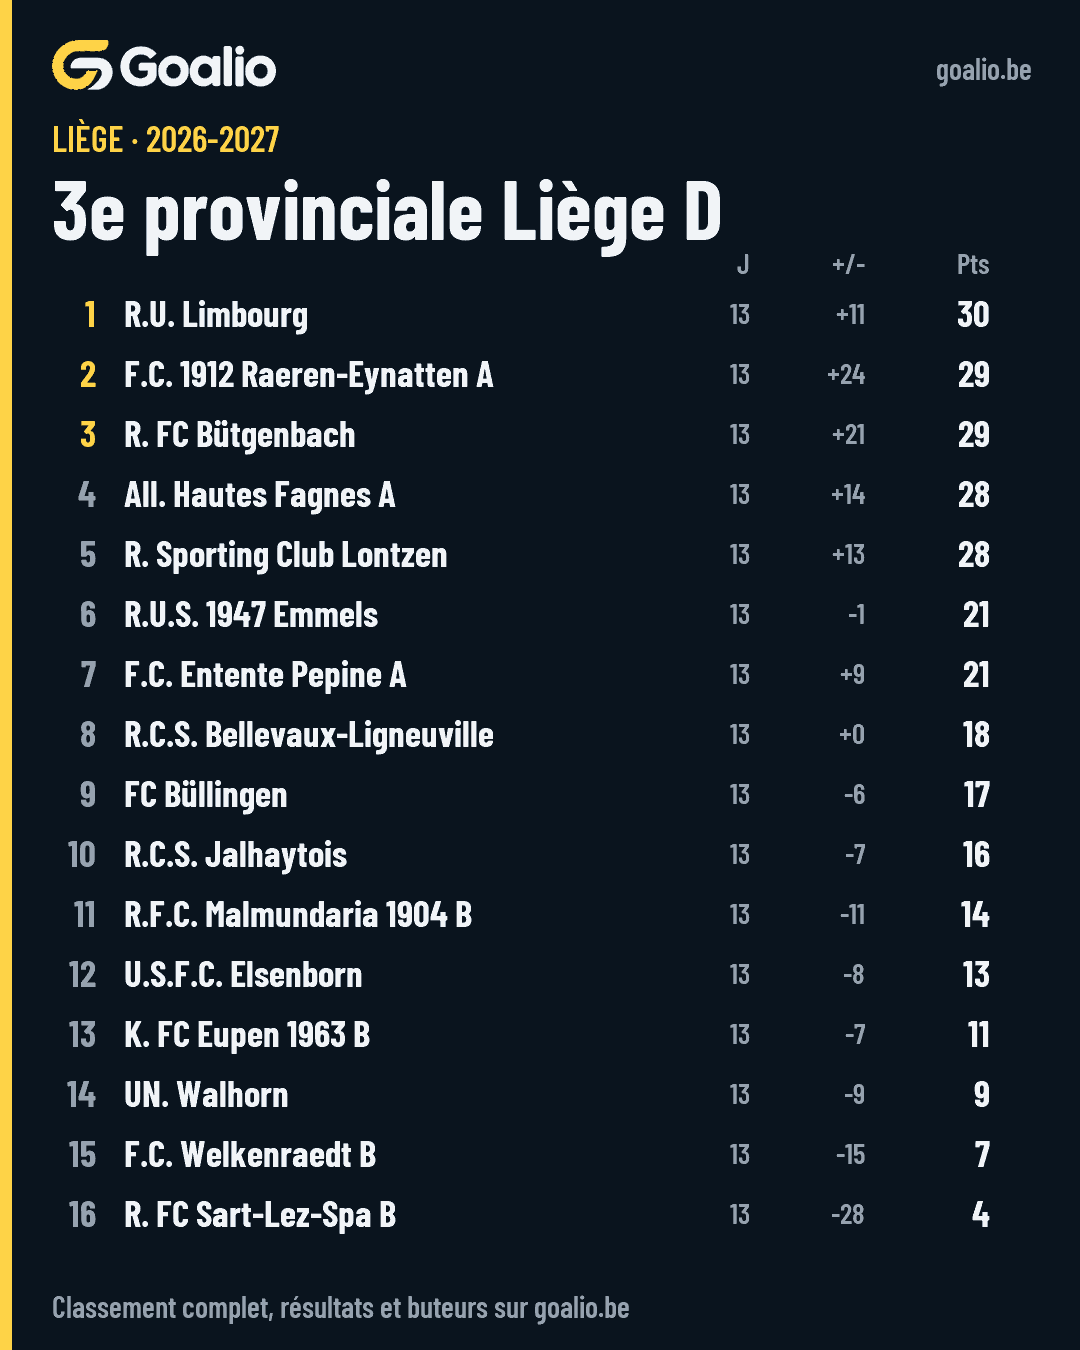 Goalio
goalio.be
LIÈGE · 2026-2027
3e provinciale Liège D
J +/- Pts
1 R.U. Limbourg 13 +11 30
2 F.C. 1912 Raeren-Eynatten A 13 +24 29
3 R. FC Bütgenbach 13 +21 29
4 All. Hautes Fagnes A 13 +14 28
5 R. Sporting Club Lontzen 13 +13 28
6 R.U.S. 1947 Emmels 13 -1 21
7 F.C. Entente Pepine A 13 +9 21
8 R.C.S. Bellevaux-Ligneuville 13 +0 18
9 FC Büllingen 13 -6 17
10 R.C.S. Jalhaytois 13 -7 16
11 R.F.C. Malmundaria 1904 B 13 -11 14
12 U.S.F.C. Elsenborn 13 -8 13
13 K. FC Eupen 1963 B 13 -7 11
14 UN. Walhorn 13 -9 9
15 F.C. Welkenraedt B 13 -15 7
16 R. FC Sart-Lez-Spa B 13 -28 4
Classement complet, résultats et buteurs sur goalio.be